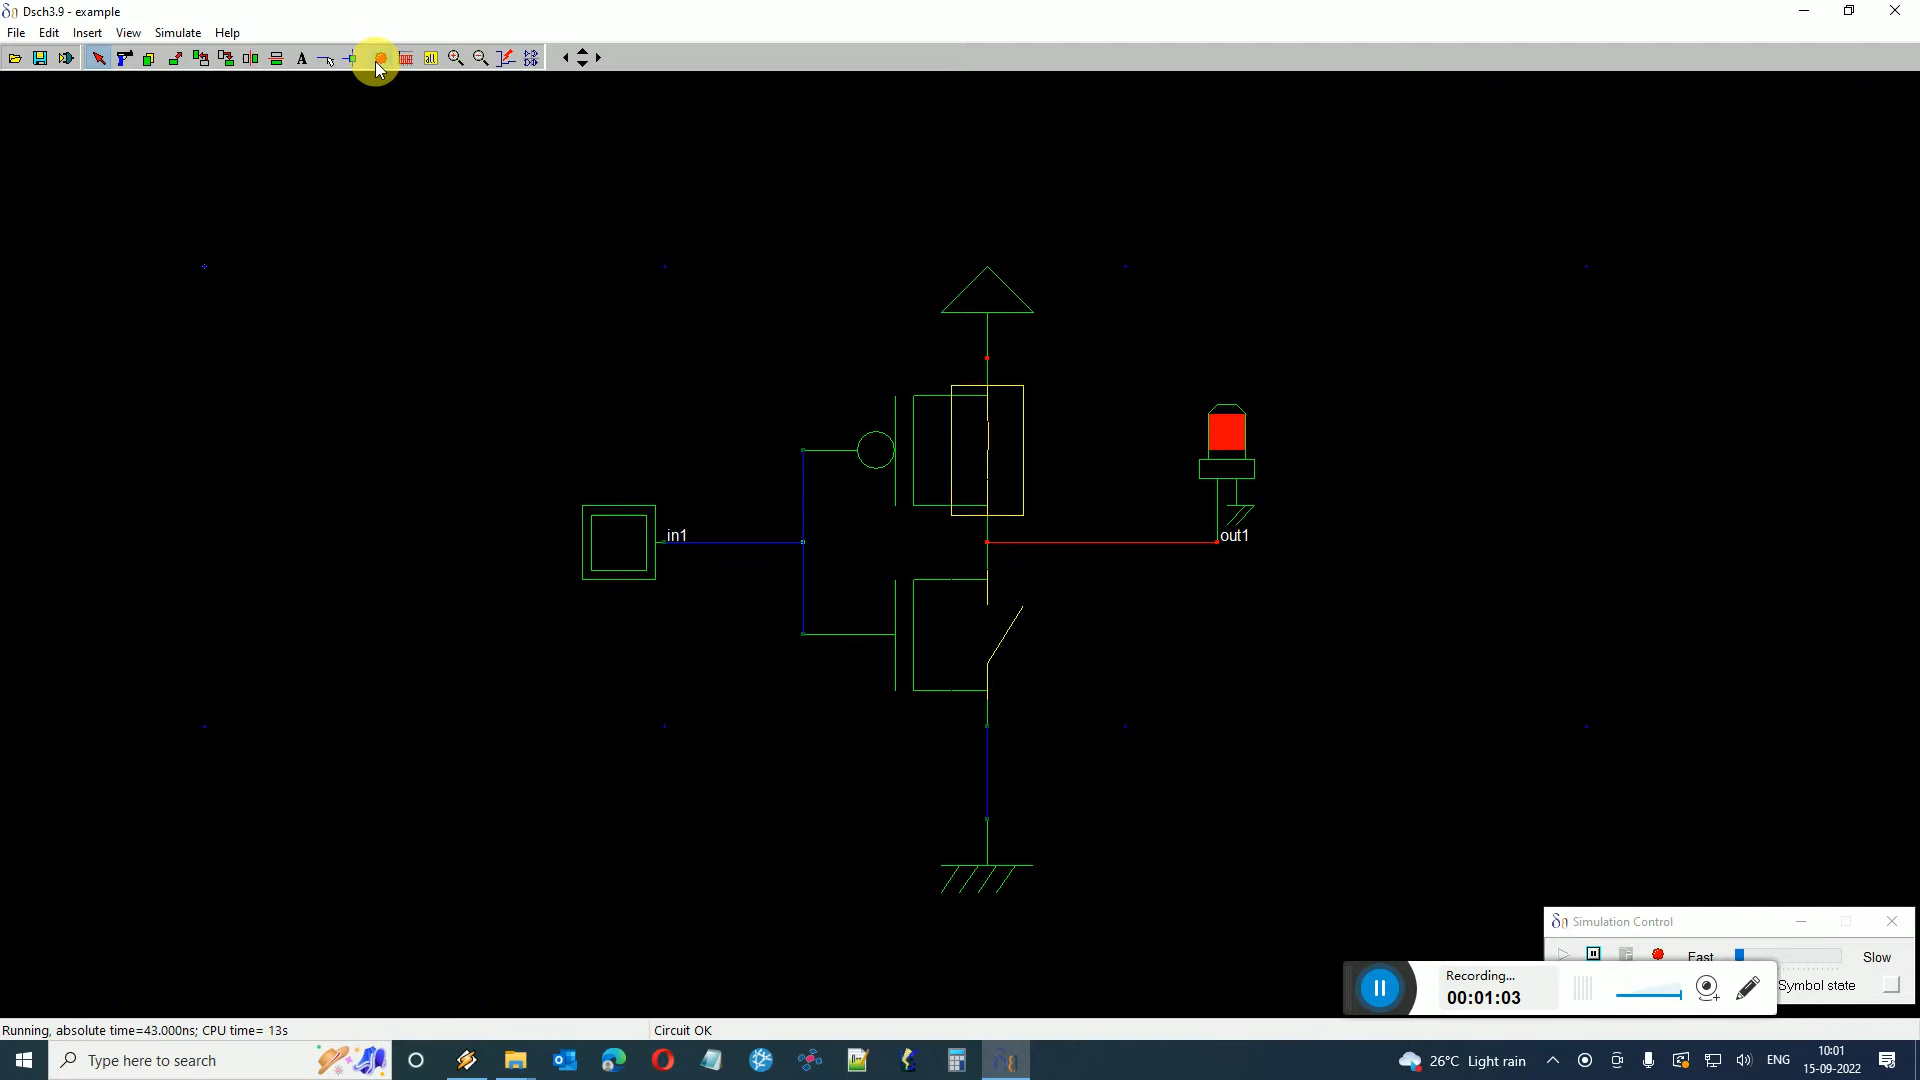 Dsch3.9 - example
File Edit Insert View Simulate Help
A all
in1
out1
Simulation Control
Fast Slow
Symbol state
Recording...
00:01:03
Running, absolute time=43.000ns; CPU time= 13s
Circuit OK
Type here to search
26°C Light rain
ENG
10:01
15-09-2022